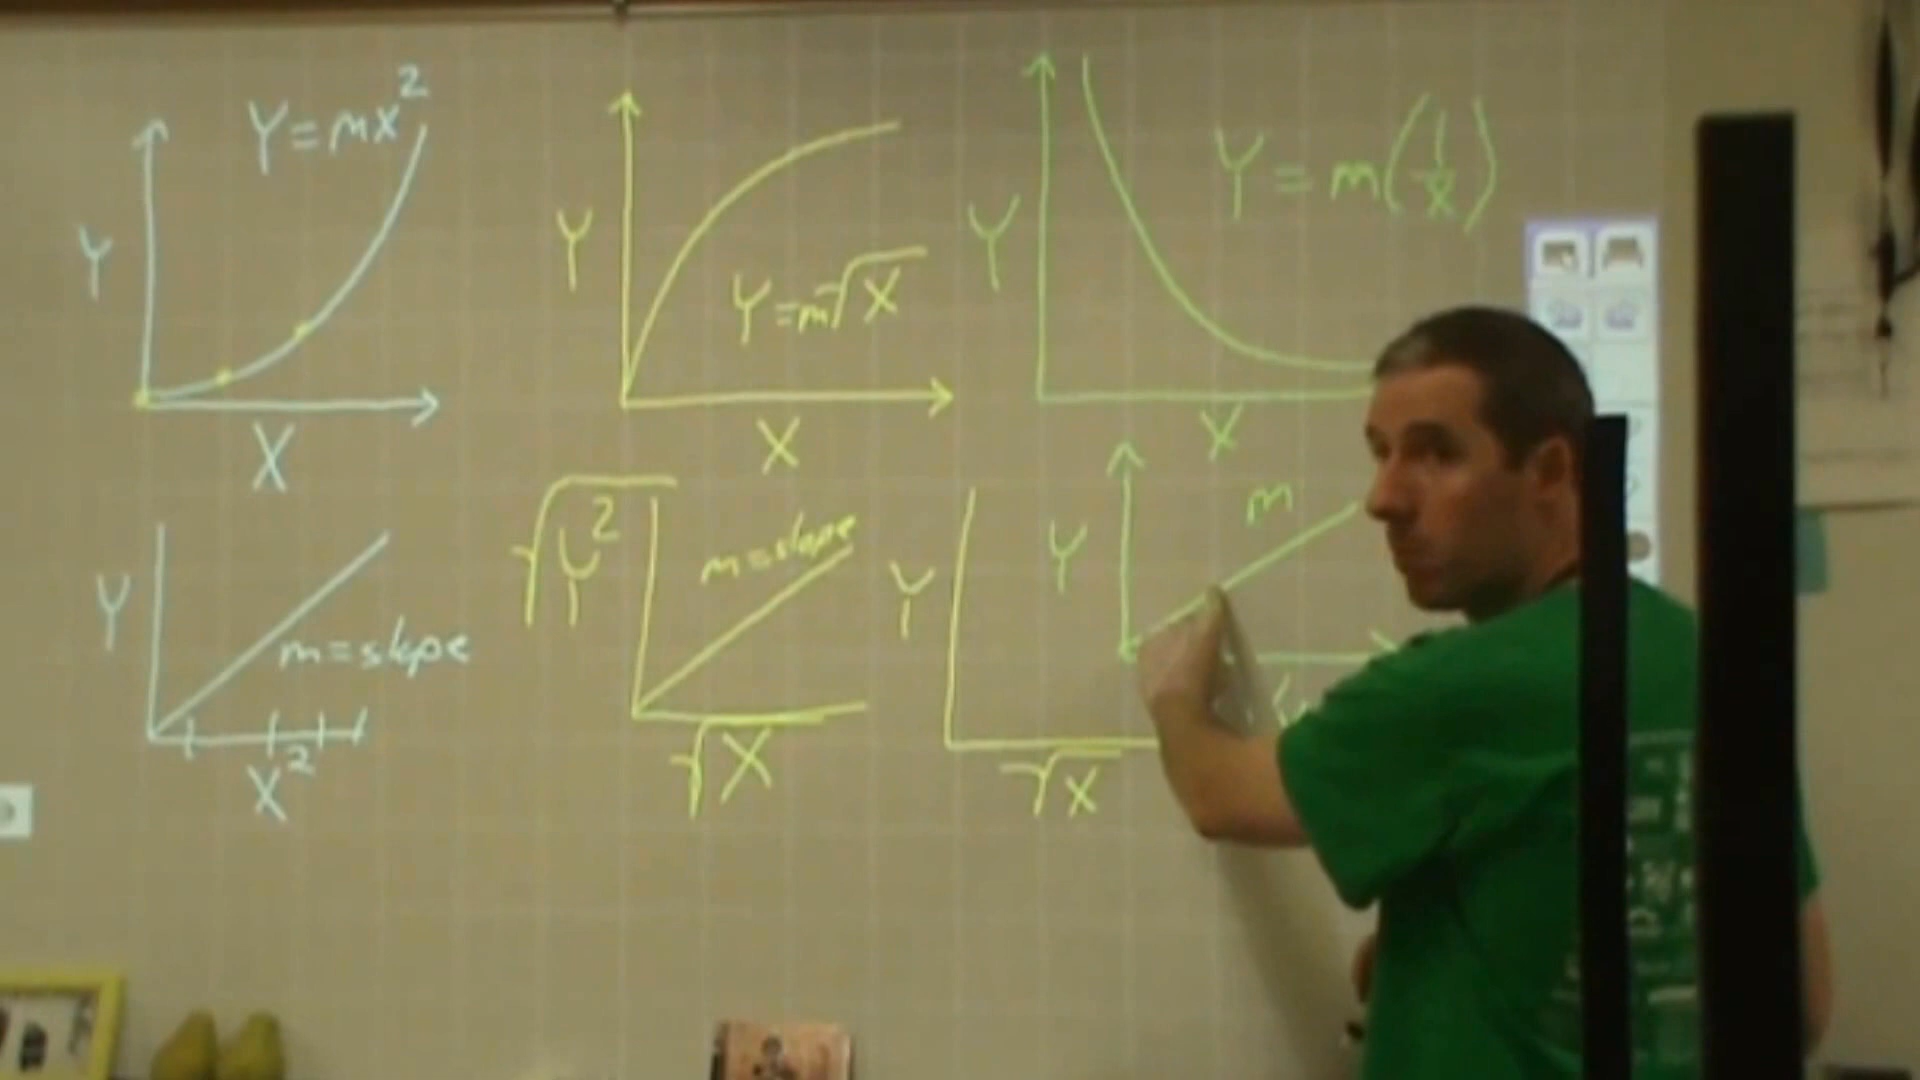 Y = mx²
Y
X
Y
Y = m√X
X
Y
Y = m(1/x)
X
Y
m = slope
X²
√Y²
m = slope
√X
Y
√X
Y
m